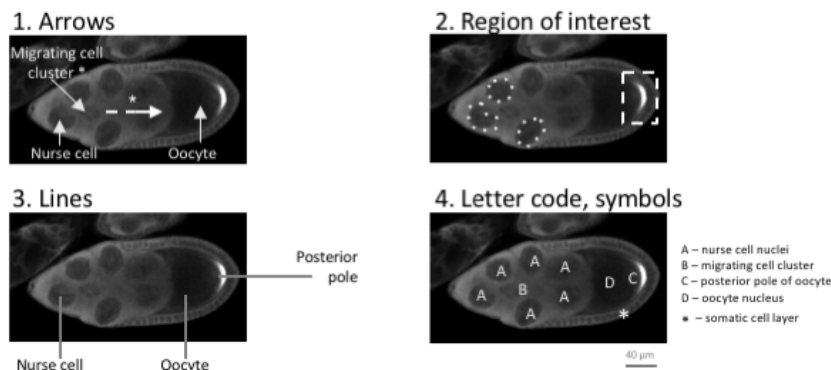 1. Arrows
Migrating cell
cluster *
*
Nurse cell
Oocyte
2. Region of interest
3. Lines
Posterior
pole
Nurse cell
Oocyte
4. Letter code, symbols
A
A
A
A
B
A
A
D
C
*
A – nurse cell nuclei
B – migrating cell cluster
C – posterior pole of oocyte
D – oocyte nucleus
* – somatic cell layer
40 µm